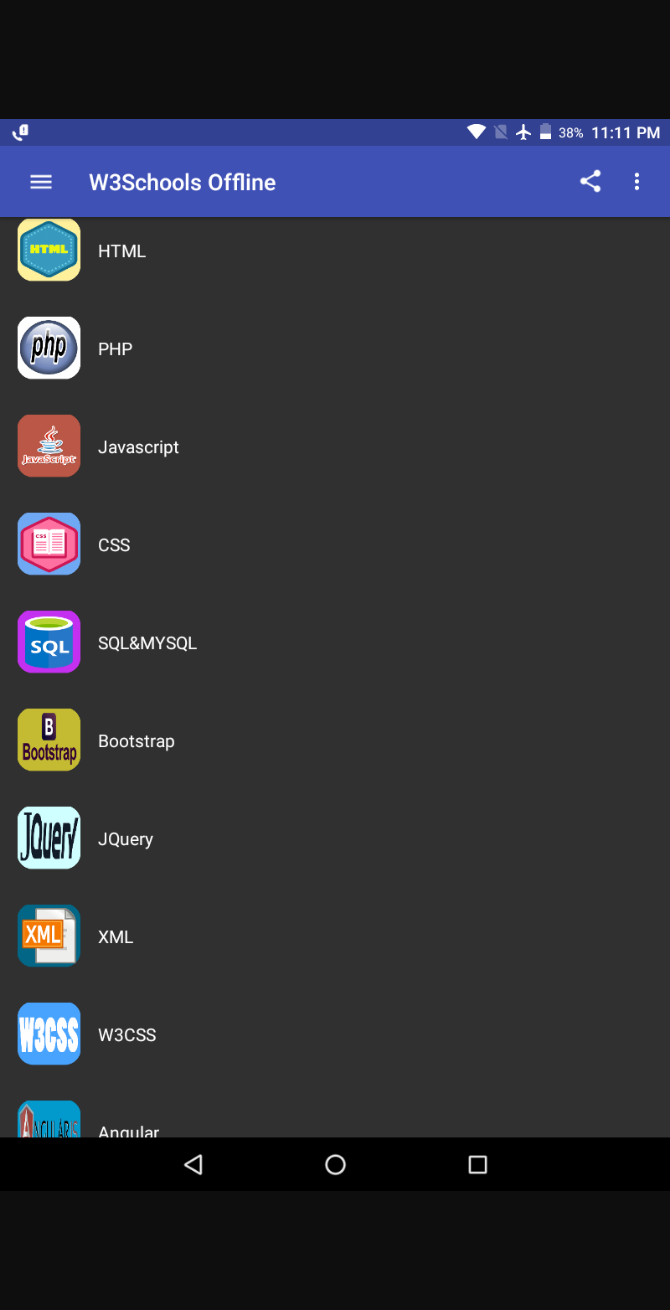 38% 11:11 PM
W3Schools Offline
HTML
HTML
php
PHP
JavaScript
Javascript
CSS
CSS
SQL
SQL&MYSQL
B
Bootstrap
Bootstrap
JQuery
JQuery
XML
XML
W3CSS
W3CSS
Angular